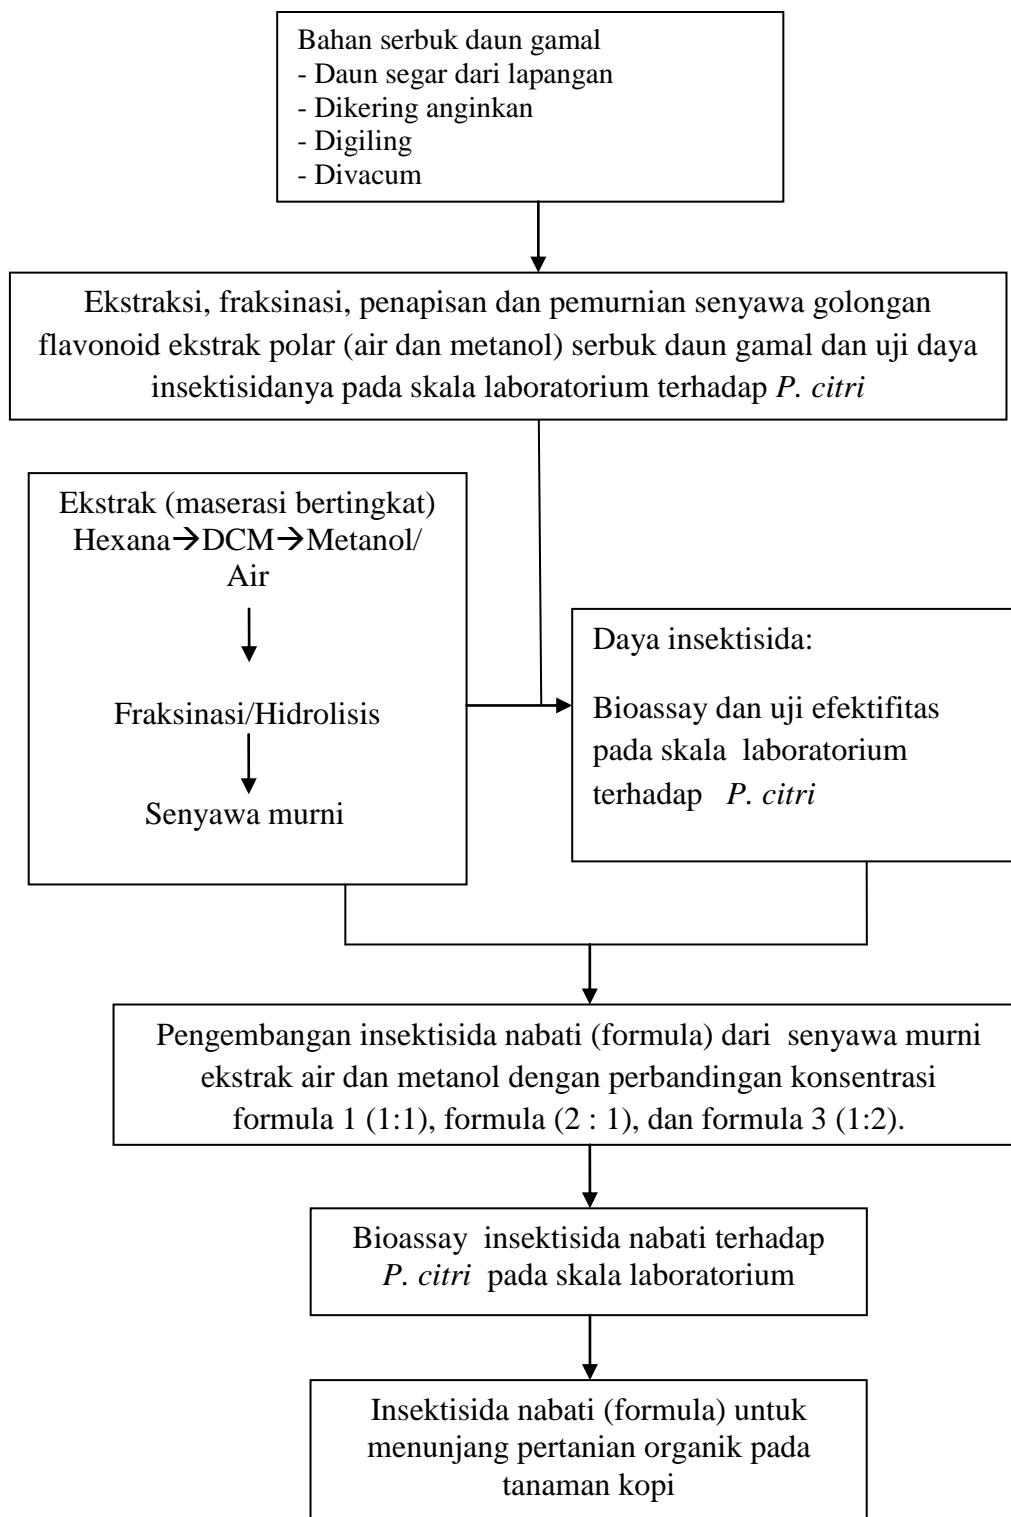 Bahan serbuk daun gamal
- Daun segar dari lapangan
- Dikering anginkan
- Digiling
- Divacum
Ekstraksi, fraksinasi, penapisan dan pemurnian senyawa golongan
flavonoid ekstrak polar (air dan metanol) serbuk daun gamal dan uji daya
insektisidanya pada skala laboratorium terhadap P. citri
Ekstrak (maserasi bertingkat)
Hexana→DCM→Metanol/
Air
Fraksinasi/Hidrolisis
Senyawa murni
Daya insektisida:
Bioassay dan uji efektifitas
pada skala laboratorium
terhadap P. citri
Pengembangan insektisida nabati (formula) dari senyawa murni
ekstrak air dan metanol dengan perbandingan konsentrasi
formula 1 (1:1), formula (2 : 1), dan formula 3 (1:2).
Bioassay insektisida nabati terhadap
P. citri pada skala laboratorium
Insektisida nabati (formula) untuk
menunjang pertanian organik pada
tanaman kopi